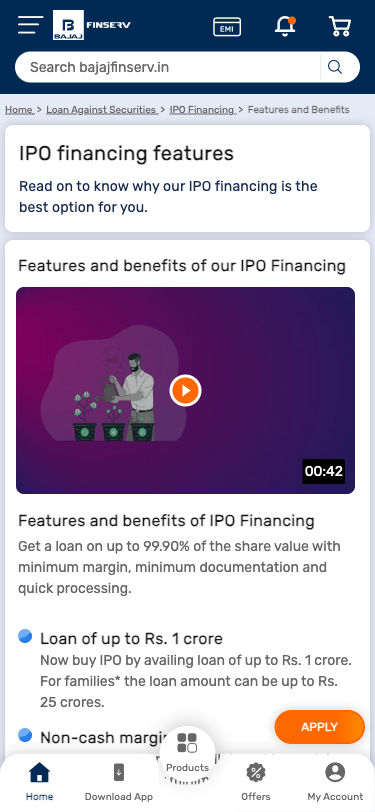 BAJAJ FINSERV
EMI
Search bajajfinserv.in
Home > Loan Against Securities > IPO Financing > Features and Benefits
IPO financing features
Read on to know why our IPO financing is the
best option for you.
Features and benefits of our IPO Financing
00:42
Features and benefits of IPO Financing
Get a loan on up to 99.90% of the share value with
minimum margin, minimum documentation and
quick processing.
Loan of up to Rs. 1 crore
Now buy IPO by availing loan of up to Rs. 1 crore.
For families* the loan amount can be up to Rs.
25 crores.
APPLY
Non-cash margin
Products
Home
Download App
Offers
My Account